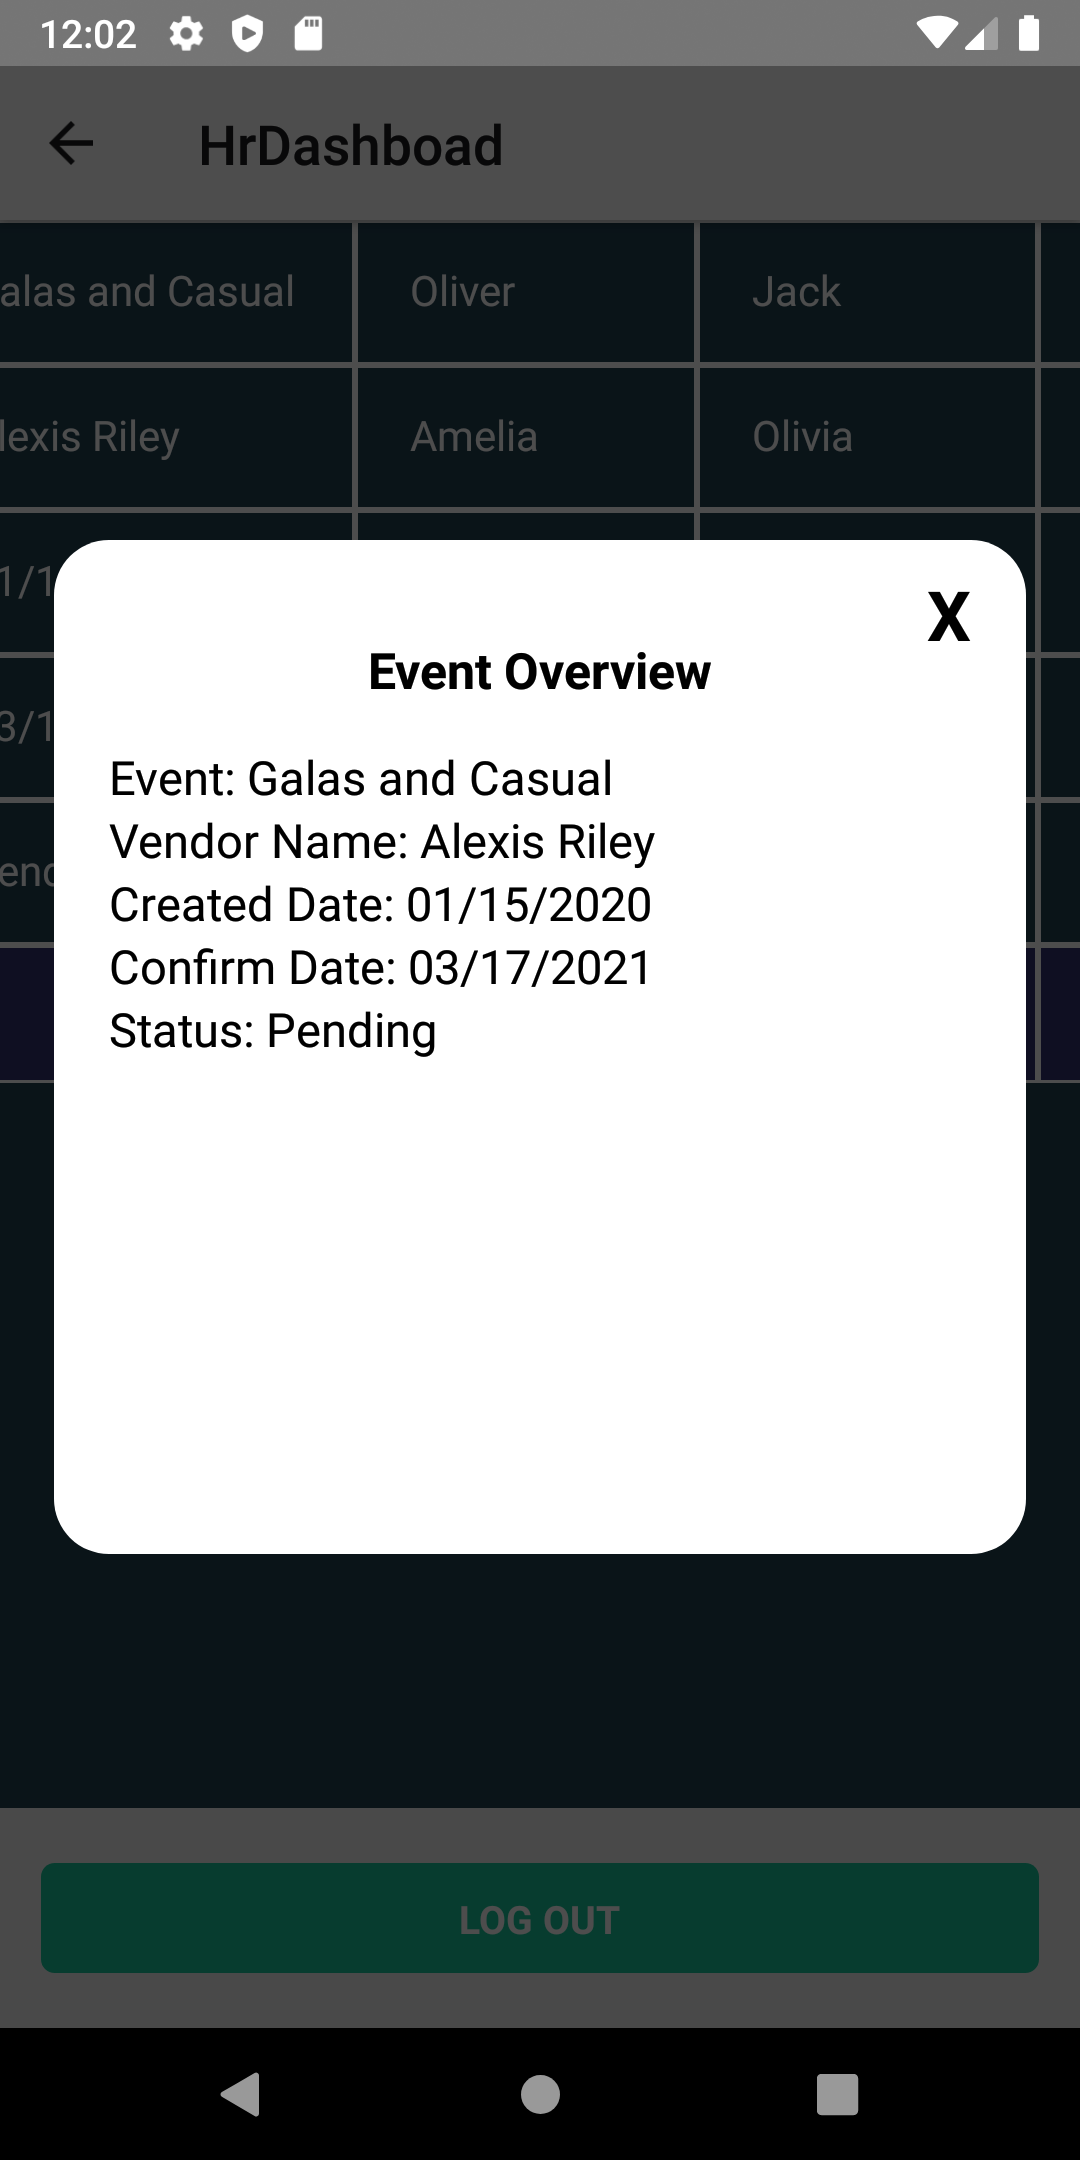 12:02
HrDashboad
alas and Casual Oliver Jack
lexis Riley Amelia Olivia
1/1
3/1
X
Event Overview
Event: Galas and Casual
Vendor Name: Alexis Riley
Created Date: 01/15/2020
Confirm Date: 03/17/2021
Status: Pending
LOG OUT